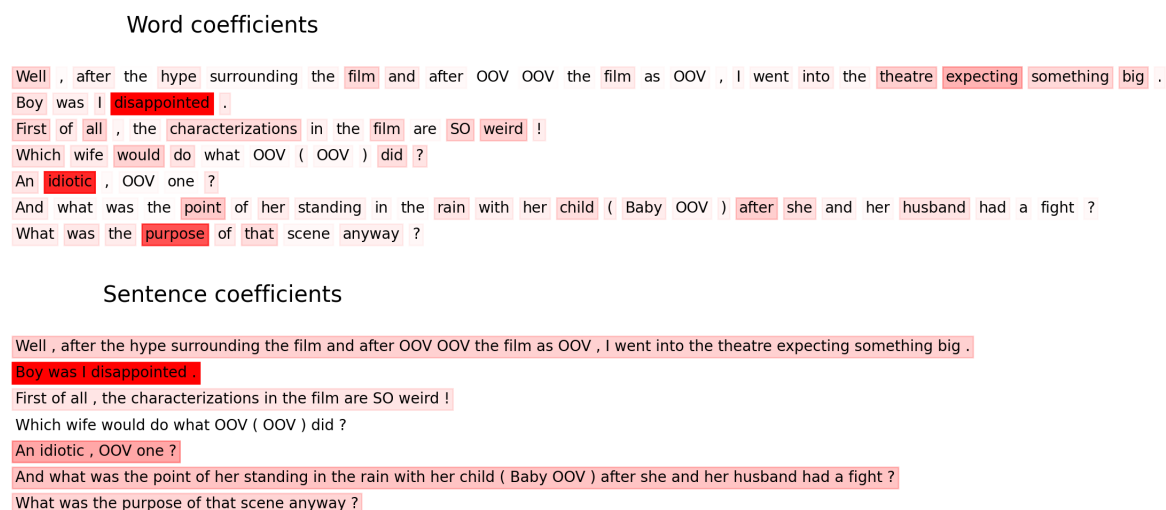 Word coefficients
Well , after the hype surrounding the film and after OOV OOV the film as OOV , I went into the theatre expecting something big .
Boy was I disappointed .
First of all , the characterizations in the film are SO weird !
Which wife would do what OOV ( OOV ) did ?
An idiotic , OOV one ?
And what was the point of her standing in the rain with her child ( Baby OOV ) after she and her husband had a fight ?
What was the purpose of that scene anyway ?
Sentence coefficients
Well , after the hype surrounding the film and after OOV OOV the film as OOV , I went into the theatre expecting something big .
Boy was I disappointed .
First of all , the characterizations in the film are SO weird !
Which wife would do what OOV ( OOV ) did ?
An idiotic , OOV one ?
And what was the point of her standing in the rain with her child ( Baby OOV ) after she and her husband had a fight ?
What was the purpose of that scene anyway ?